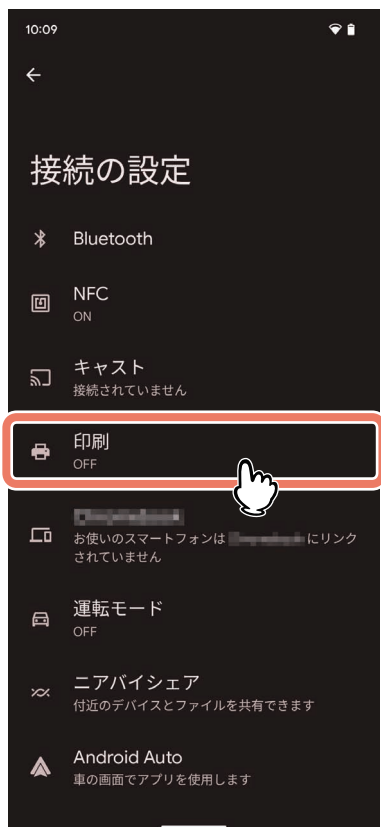 10:09
接続の設定
Bluetooth
NFC
ON
キャスト
接続されていません
印刷
OFF
お使いのスマートフォンは
にリンク
されていません
運転モード
OFF
ニアバイシェア
付近のデバイスとファイルを共有できます
Android Auto
車の画面でアプリを使用します